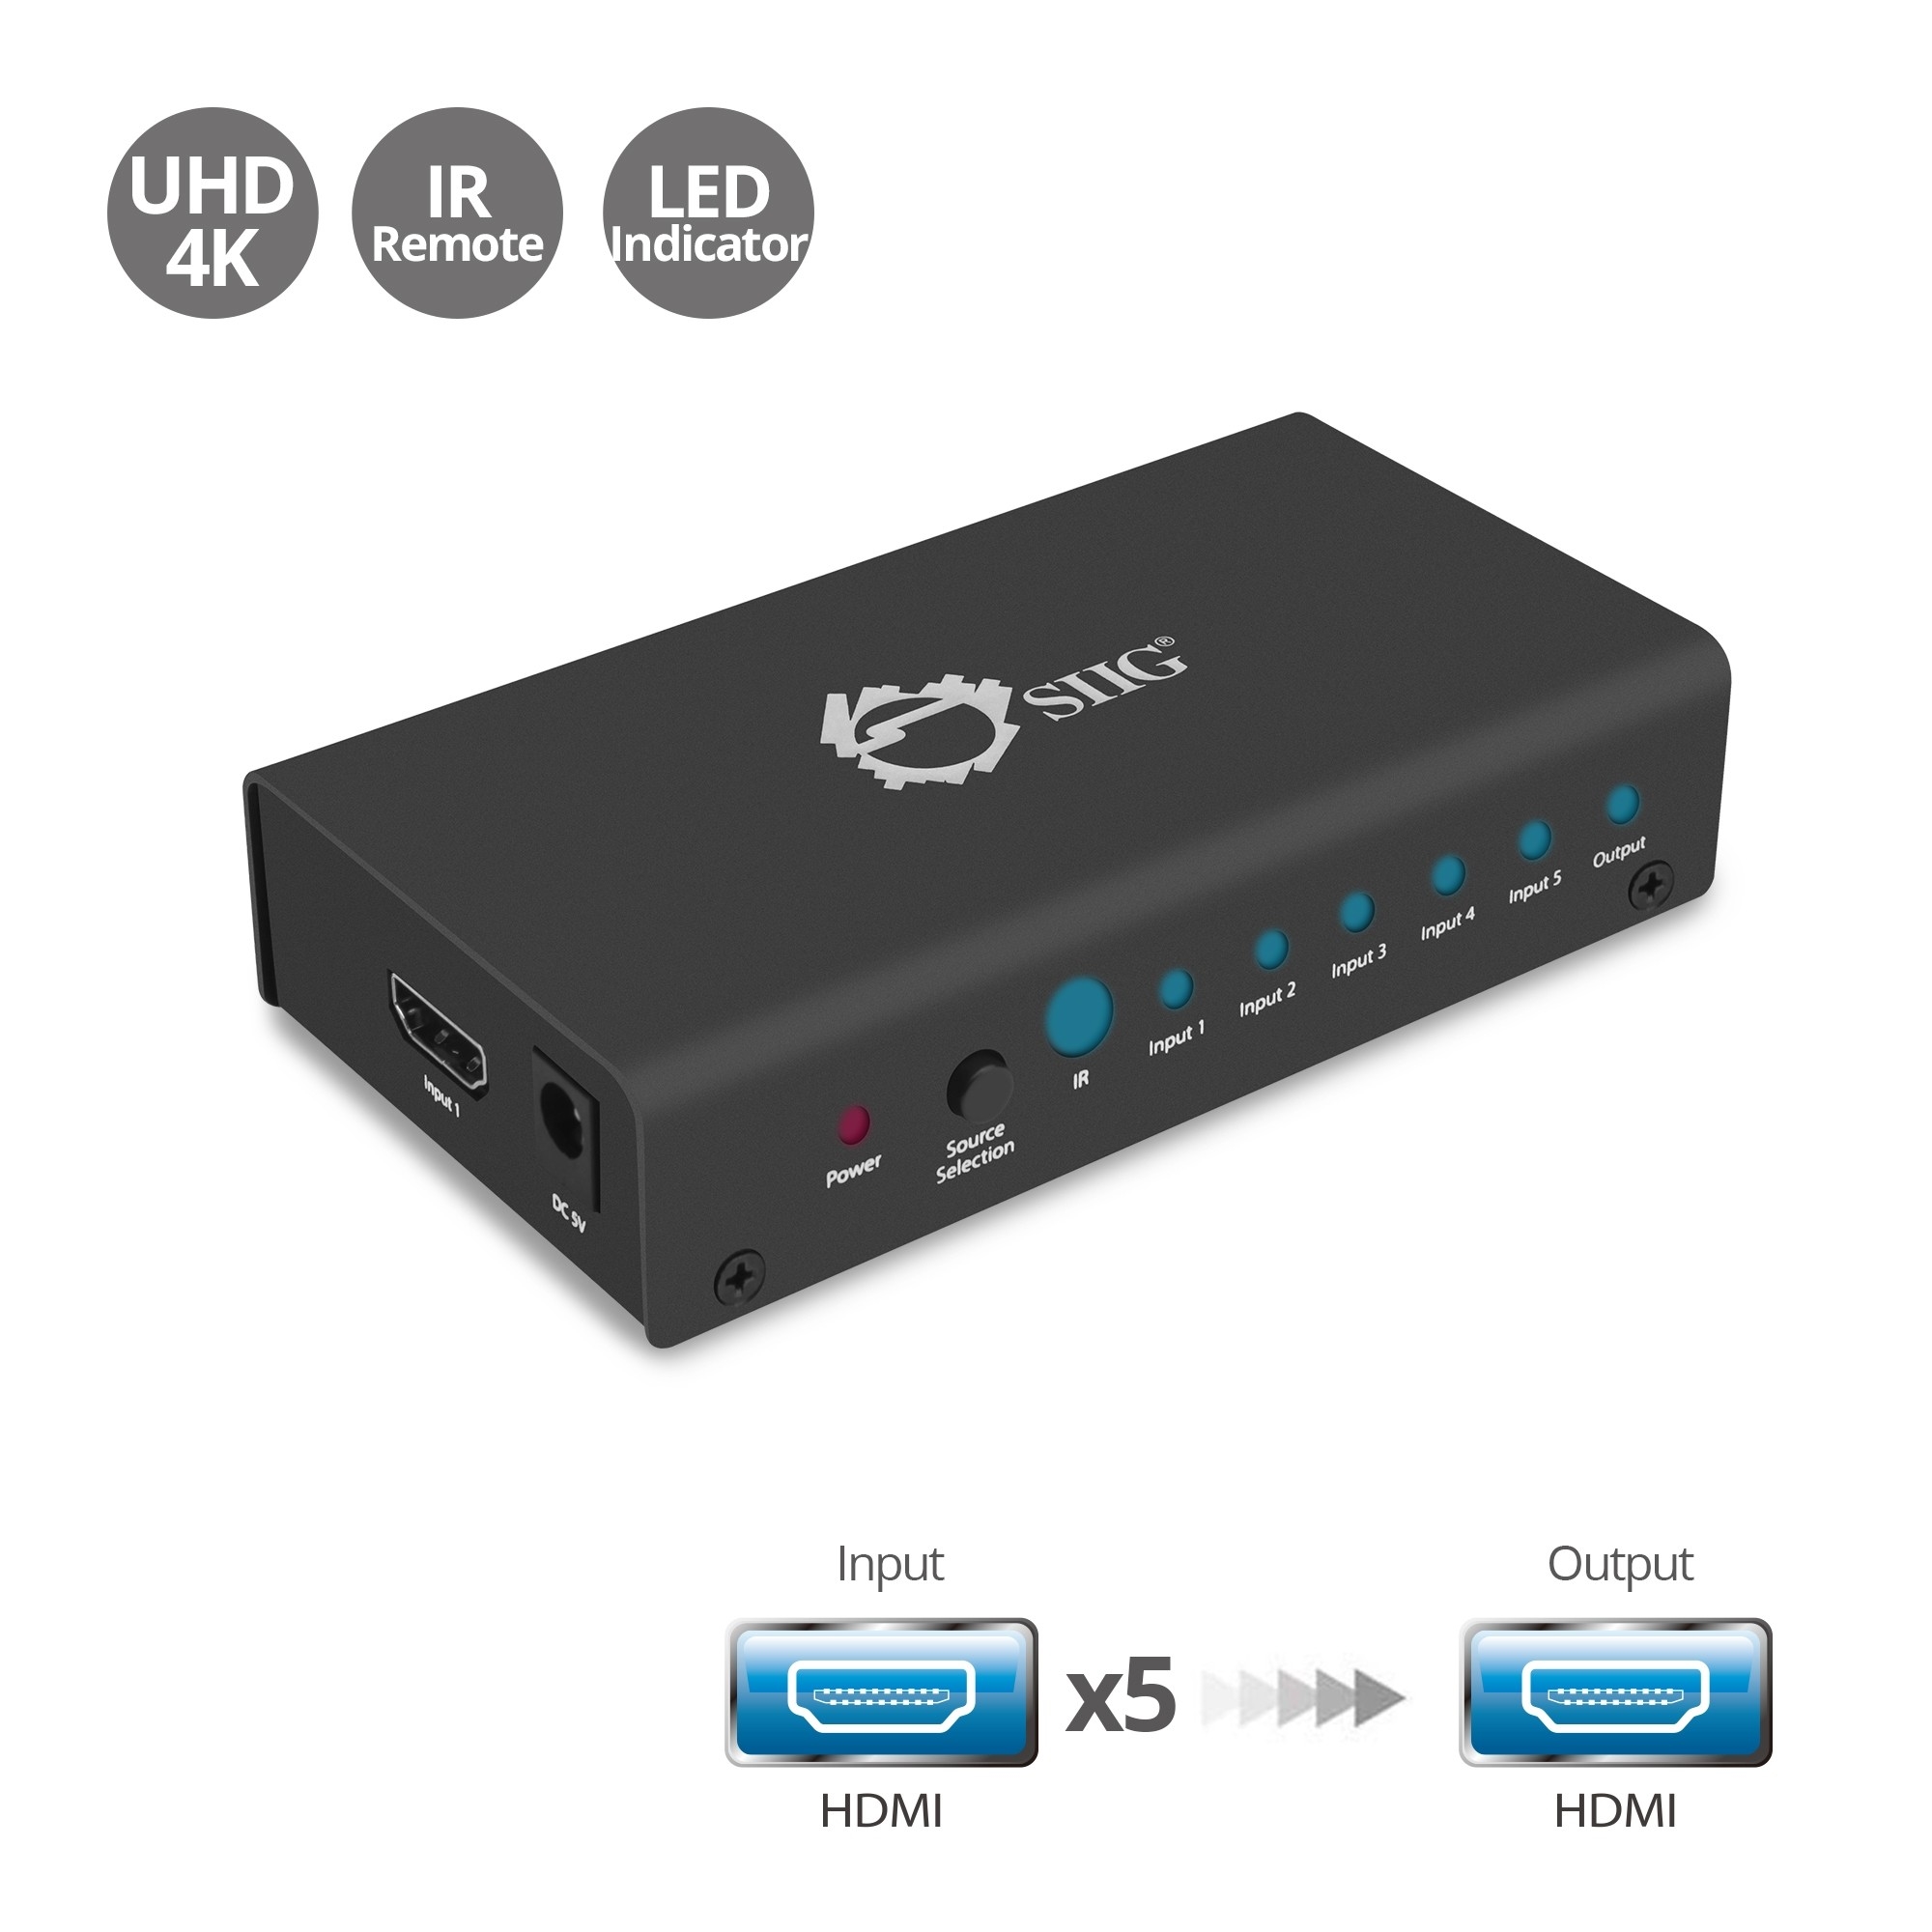 UHD
4K
IR
Remote
LED
Indicator
SIIG®
Output
Input 5
Input 4
Input 3
Input 2
Input 1
IR
Source
Selection
Power
Input 1
DC 5V
Input
Output
x5
HDMI
HDMI